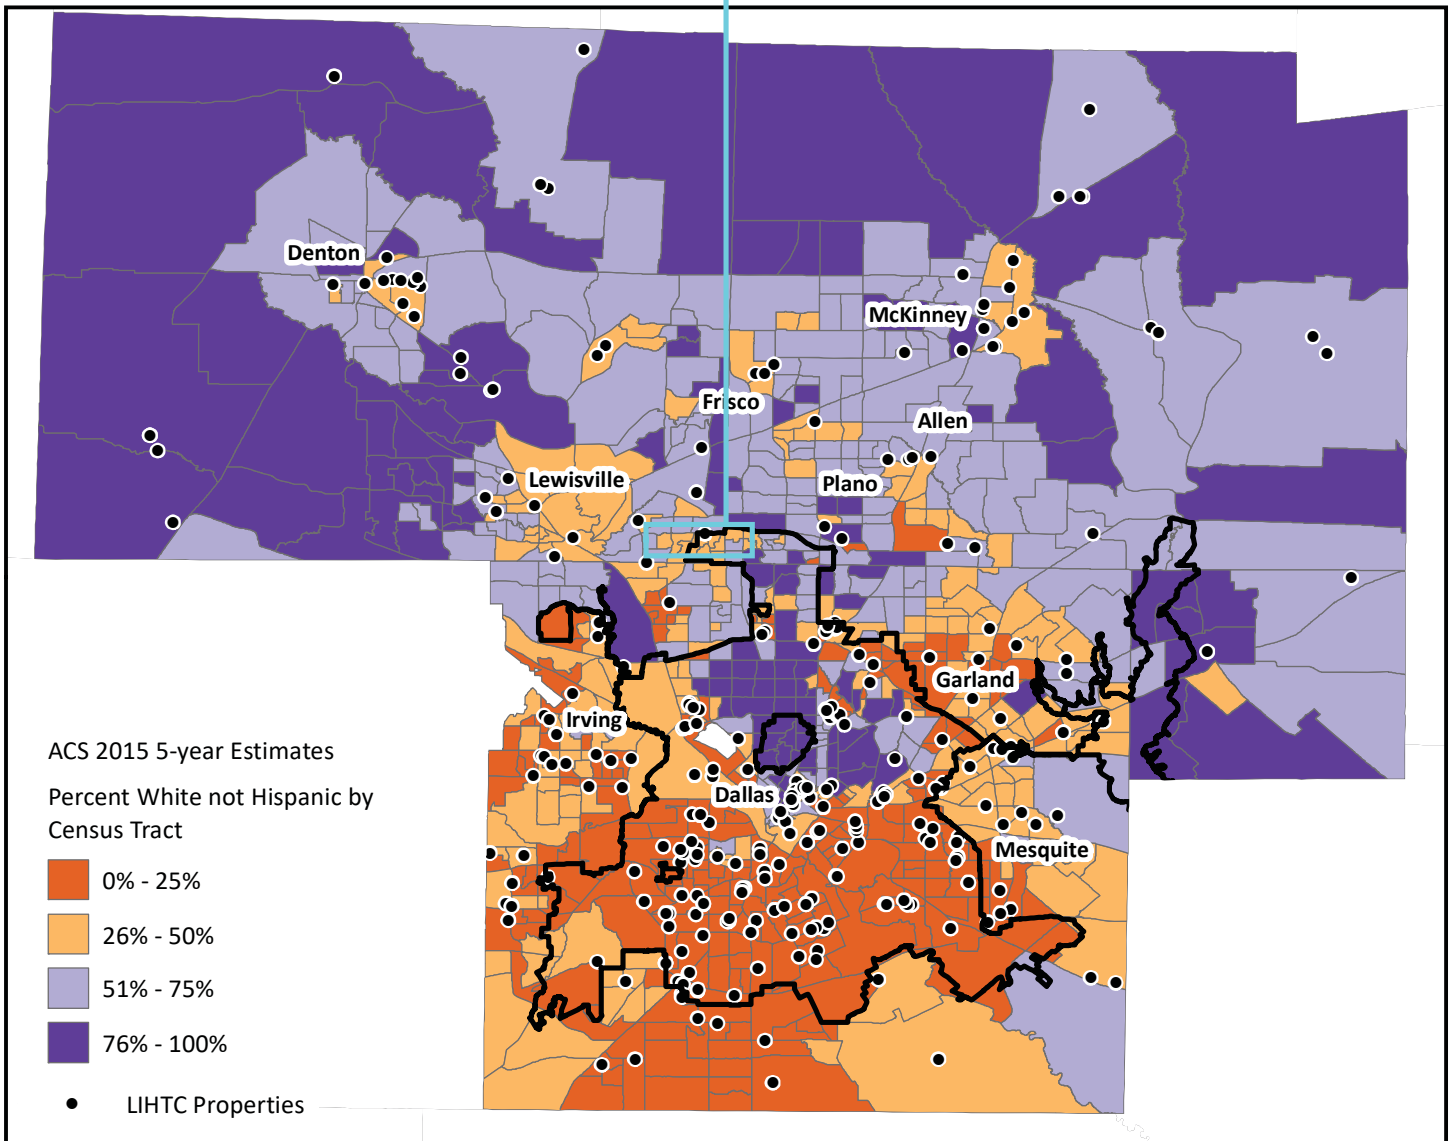 Denton
McKinney
Frisco
Allen
Lewisville
Plano
Garland
Irving
Dallas
Mesquite
ACS 2015 5-year Estimates
Percent White not Hispanic by
Census Tract
0% - 25%
26% - 50%
51% - 75%
76% - 100%
LIHTC Properties